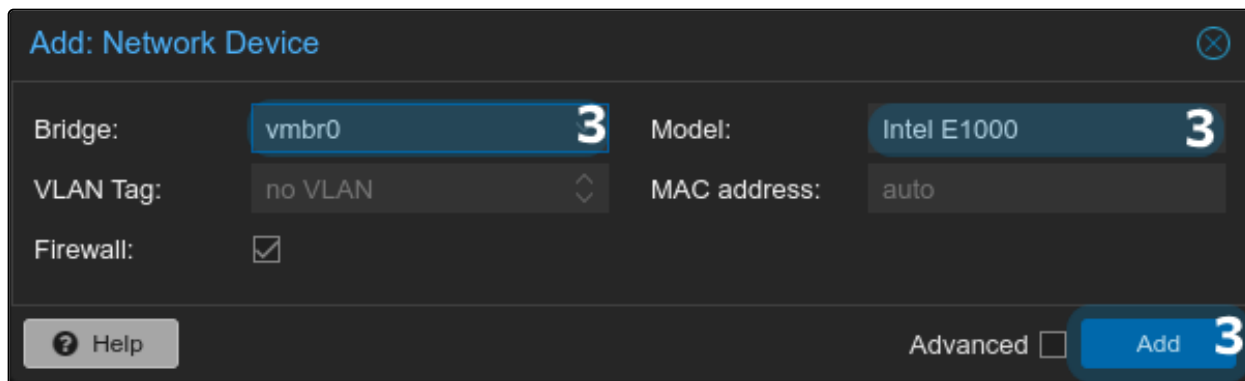 Add: Network Device
Bridge: vmbr0 3 Model: Intel E1000 3
VLAN Tag: no VLAN MAC address: auto
Firewall:
? Help Advanced Add 3